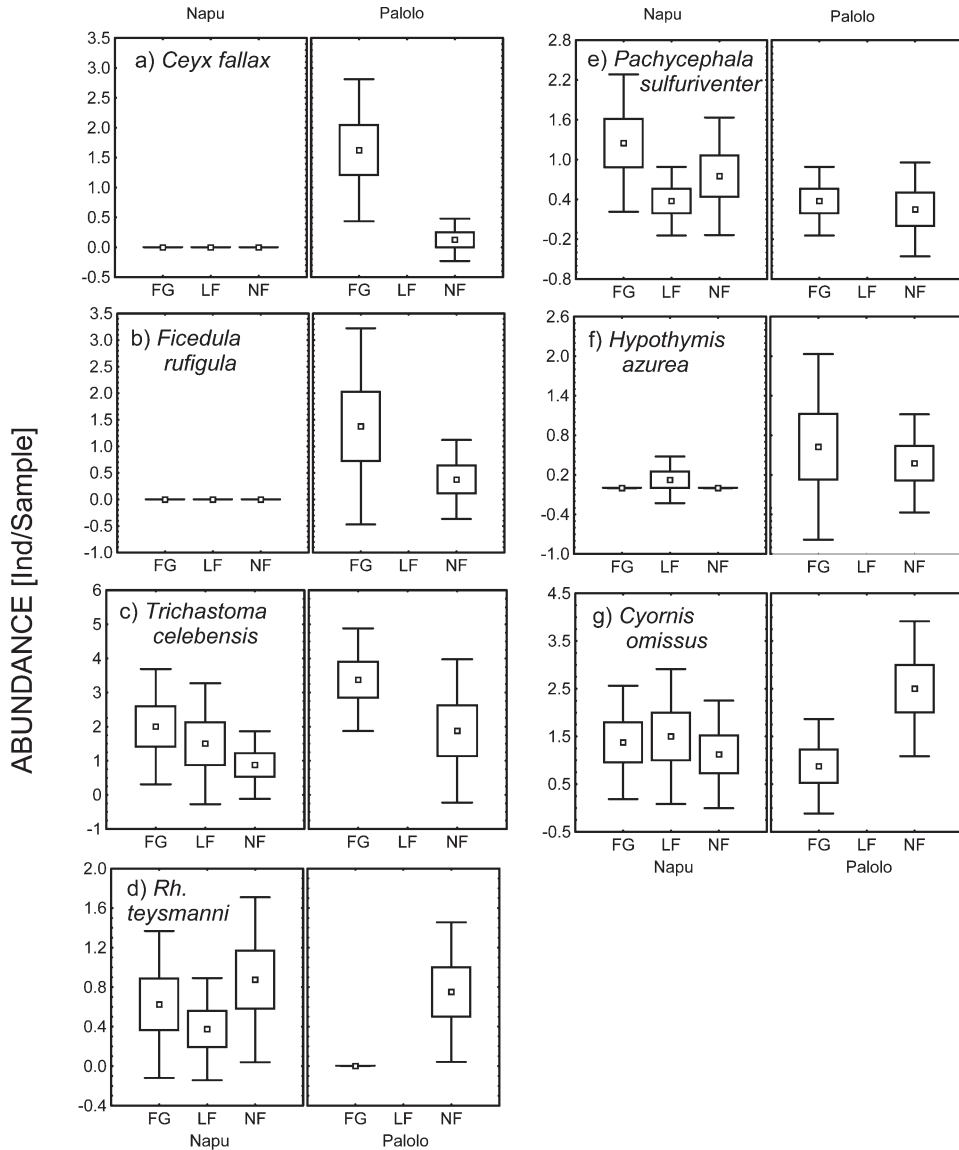 Napu
Palolo
Napu
Palolo
ABUNDANCE [Ind/Sample]
a) Ceyx fallax
3.5
3.0
2.5
2.0
1.5
1.0
0.5
0.0
-0.5
FG LF NF
FG LF NF
b) Ficedula
rufigula
3.5
3.0
2.5
2.0
1.5
1.0
0.5
0.0
-0.5
-1.0
FG LF NF
FG LF NF
c) Trichastoma
celebensis
6
5
4
3
2
1
0
-1
FG LF NF
FG LF NF
d) Rh.
teysmanni
2.0
1.6
1.2
0.8
0.4
0.0
-0.4
FG LF NF
FG LF NF
Napu
Palolo
e) Pachycephala
sulfuriventer
2.8
2.2
1.6
1.0
0.4
-0.2
-0.8
FG LF NF
FG LF NF
f) Hypothymis
azurea
2.6
2.0
1.4
0.8
0.2
-0.4
-1.0
FG LF NF
FG LF NF
g) Cyornis
omissus
4.5
3.5
2.5
1.5
0.5
-0.5
FG LF NF
FG LF NF
Napu
Palolo